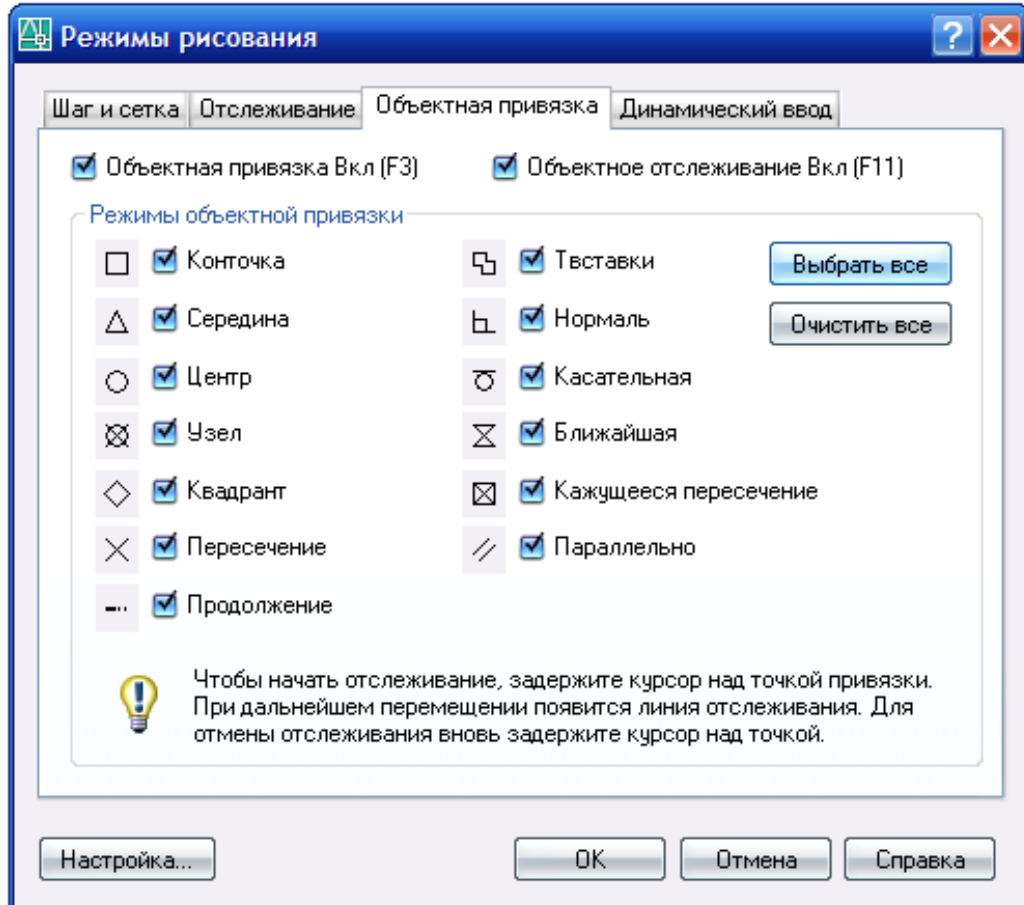 Режимы рисования
Шаг и сетка Отслеживание Объектная привязка Динамический ввод
Объектная привязка Вкл (F3) Объектное отслеживание Вкл (F11)
Режимы объектной привязки
Конточка Твставки Выбрать все
Середина Нормаль Очистить все
Центр Касательная
Узел Ближайшая
Квадрант Кажущееся пересечение
Пересечение Параллельно
Продолжение
Чтобы начать отслеживание, задержите курсор над точкой привязки.
При дальнейшем перемещении появится линия отслеживания. Для
отмены отслеживания вновь задержите курсор над точкой.
Настройка... OK Отмена Справка